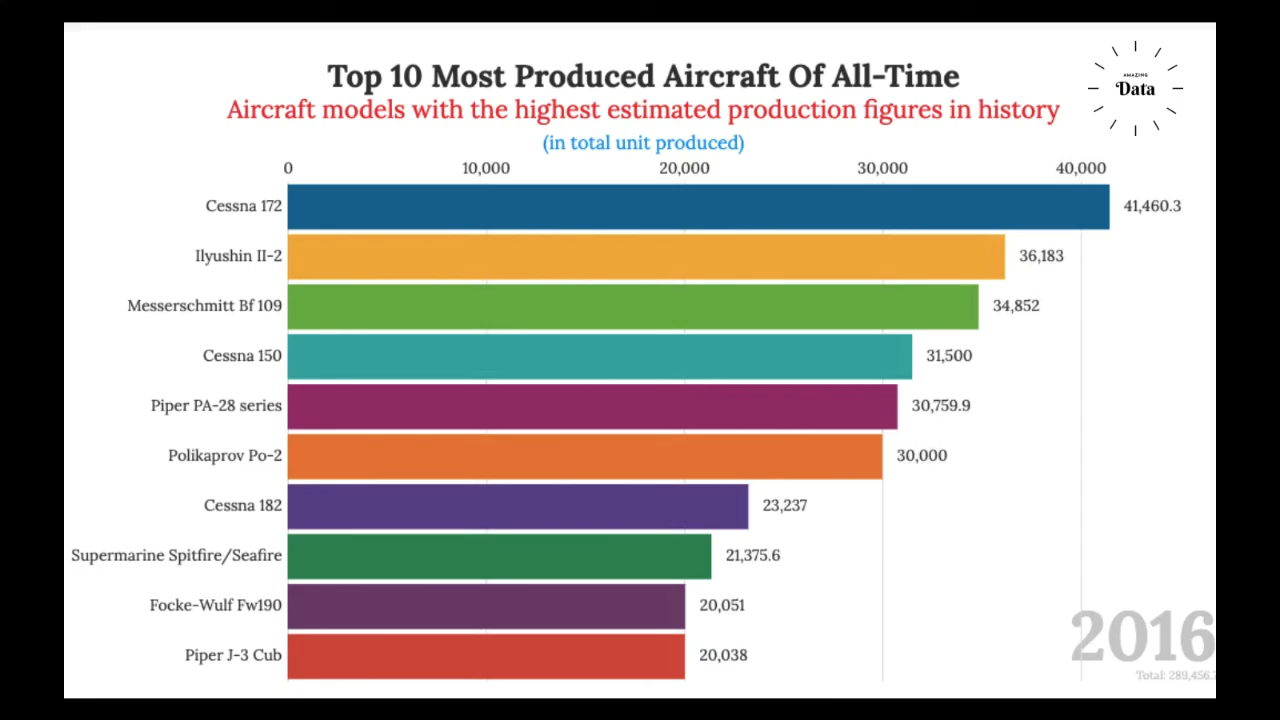 Top 10 Most Produced Aircraft Of All-Time
AMAZING
Data
Aircraft models with the highest estimated production figures in history
(in total unit produced)
0 10,000 20,000 30,000 40,000
Cessna 172 41,460.3
Ilyushin II-2 36,183
Messerschmitt Bf 109 34,852
Cessna 150 31,500
Piper PA-28 series 30,759.9
Polikaprov Po-2 30,000
Cessna 182 23,237
Supermarine Spitfire/Seafire 21,375.6
Focke-Wulf Fw190 20,051
Piper J-3 Cub 20,038
2016
Total: 289,456.